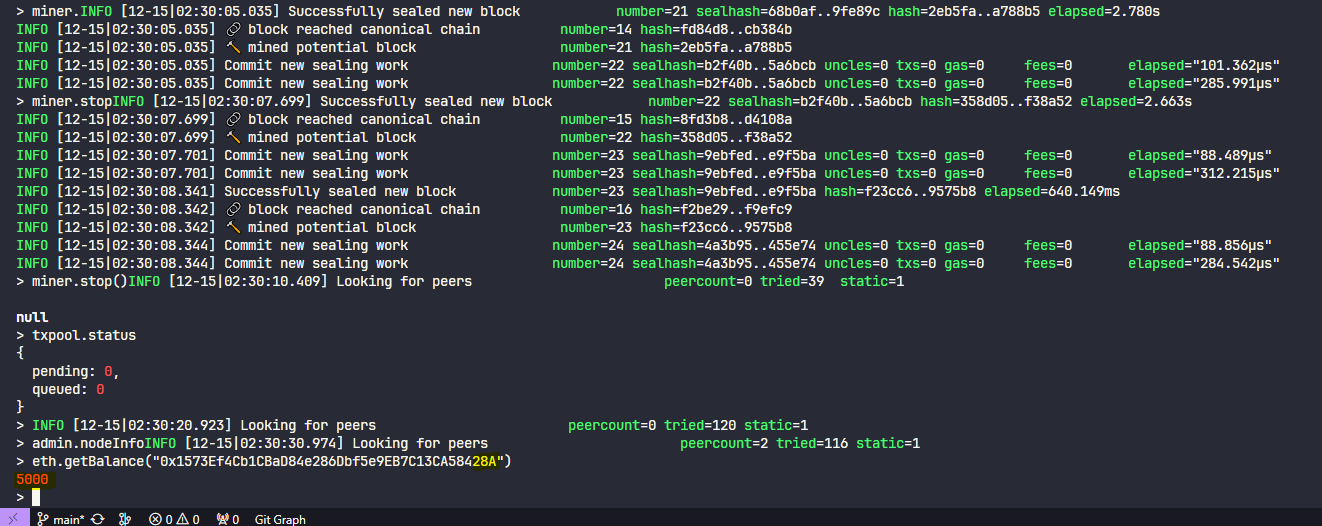 > miner.INFO [12-15|02:30:05.035] Successfully sealed new block number=21 sealhash=68b0af..9fe89c hash=2eb5fa..a788b5 elapsed=2.780s
INFO [12-15|02:30:05.035] 🔗 block reached canonical chain number=14 hash=fd84d8..cb384b
INFO [12-15|02:30:05.035] 🔨 mined potential block number=21 hash=2eb5fa..a788b5
INFO [12-15|02:30:05.035] Commit new sealing work number=22 sealhash=b2f40b..5a6bcb uncles=0 txs=0 gas=0 fees=0 elapsed="101.362µs"
INFO [12-15|02:30:05.035] Commit new sealing work number=22 sealhash=b2f40b..5a6bcb uncles=0 txs=0 gas=0 fees=0 elapsed="285.991µs"
> miner.stopINFO [12-15|02:30:07.699] Successfully sealed new block number=22 sealhash=b2f40b..5a6bcb hash=358d05..f38a52 elapsed=2.663s
INFO [12-15|02:30:07.699] 🔗 block reached canonical chain number=15 hash=8fd3b8..d4108a
INFO [12-15|02:30:07.699] 🔨 mined potential block number=22 hash=358d05..f38a52
INFO [12-15|02:30:07.701] Commit new sealing work number=23 sealhash=9ebfed..e9f5ba uncles=0 txs=0 gas=0 fees=0 elapsed="88.489µs"
INFO [12-15|02:30:07.701] Commit new sealing work number=23 sealhash=9ebfed..e9f5ba uncles=0 txs=0 gas=0 fees=0 elapsed="312.215µs"
INFO [12-15|02:30:08.341] Successfully sealed new block number=23 sealhash=9ebfed..e9f5ba hash=f23cc6..9575b8 elapsed=640.149ms
INFO [12-15|02:30:08.342] 🔗 block reached canonical chain number=16 hash=f2be29..f9efc9
INFO [12-15|02:30:08.342] 🔨 mined potential block number=23 hash=f23cc6..9575b8
INFO [12-15|02:30:08.344] Commit new sealing work number=24 sealhash=4a3b95..455e74 uncles=0 txs=0 gas=0 fees=0 elapsed="88.856µs"
INFO [12-15|02:30:08.344] Commit new sealing work number=24 sealhash=4a3b95..455e74 uncles=0 txs=0 gas=0 fees=0 elapsed="284.542µs"
> miner.stop()INFO [12-15|02:30:10.409] Looking for peers peercount=0 tried=39 static=1
null
> txpool.status
{
pending: 0,
queued: 0
}
> INFO [12-15|02:30:20.923] Looking for peers peercount=0 tried=120 static=1
> admin.nodeInfoINFO [12-15|02:30:30.974] Looking for peers peercount=2 tried=116 static=1
> eth.getBalance("0x1573Ef4Cb1CBaD84e286Dbf5e9EB7C13CA58428A")
5000
>
main* 0 0 0 Git Graph